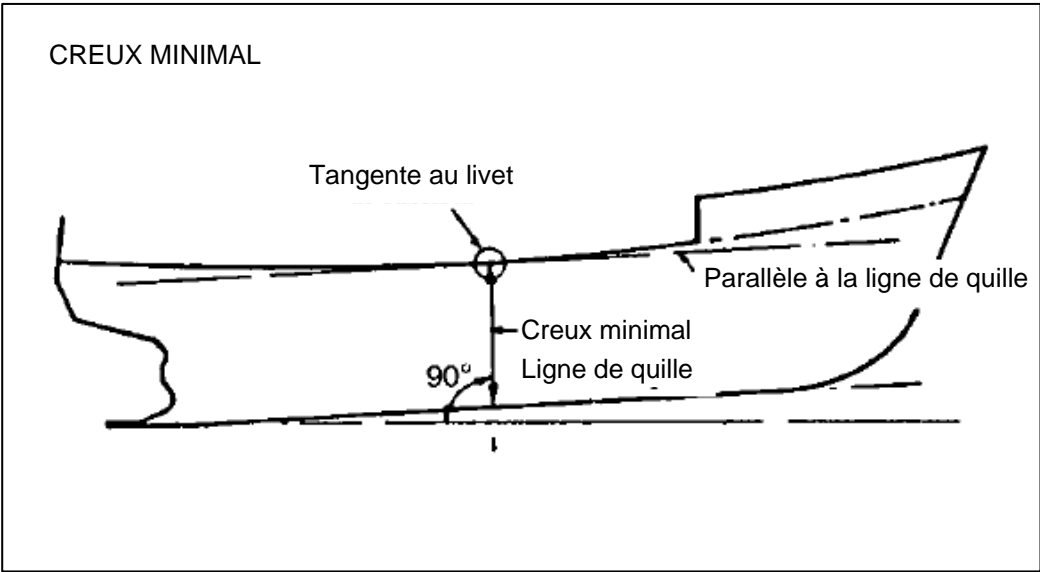 CREUX MINIMAL
Tangente au livet
Parallèle à la ligne de quille
Creux minimal
Ligne de quille
90°